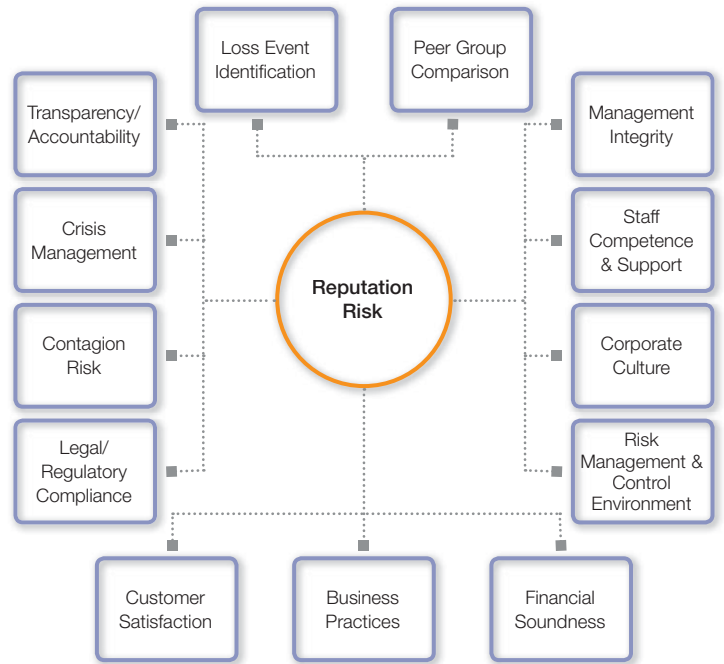 Loss Event
Identification
Peer Group
Comparison
Transparency/
Accountability
Management
Integrity
Crisis
Management
Staff
Competence
& Support
Reputation
Risk
Contagion
Risk
Corporate
Culture
Legal/
Regulatory
Compliance
Risk
Management &
Control
Environment
Customer
Satisfaction
Business
Practices
Financial
Soundness